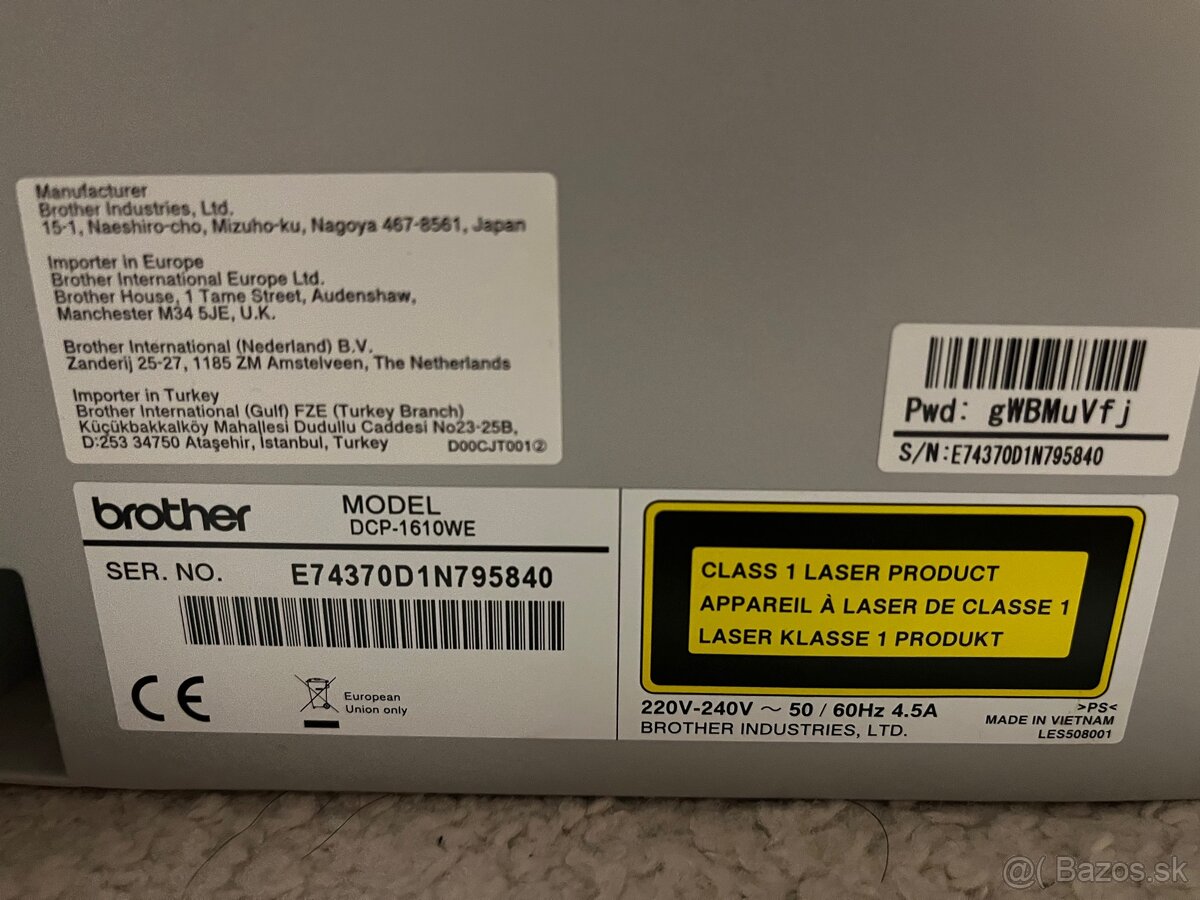 Manufacturer
Brother Industries, Ltd.
15-1, Naeshiro-cho, Mizuho-ku, Nagoya 467-8561, Japan
Importer in Europe
Brother International Europe Ltd.
Brother House, 1 Tame Street, Audenshaw,
Manchester M34 5JE, U.K.
Brother International (Nederland) B.V.
Zanderij 25-27, 1185 ZM Amstelveen, The Netherlands
Importer in Turkey
Brother International (Gulf) FZE (Turkey Branch)
Küçükbakkalköy Mahallesi Dudullu Caddesi No23-25B,
D:253 34750 Ataşehir, İstanbul, Turkey
D00CJT001②
Pwd: gWBMuVfj
S/N:E74370D1N795840
brother
MODEL
DCP-1610WE
SER. NO. E74370D1N795840
CE
European
Union only
CLASS 1 LASER PRODUCT
APPAREIL À LASER DE CLASSE 1
LASER KLASSE 1 PRODUKT
220V-240V ~ 50 / 60Hz 4.5A
BROTHER INDUSTRIES, LTD.
>PS<
MADE IN VIETNAM
LES508001
@( Bazos.sk